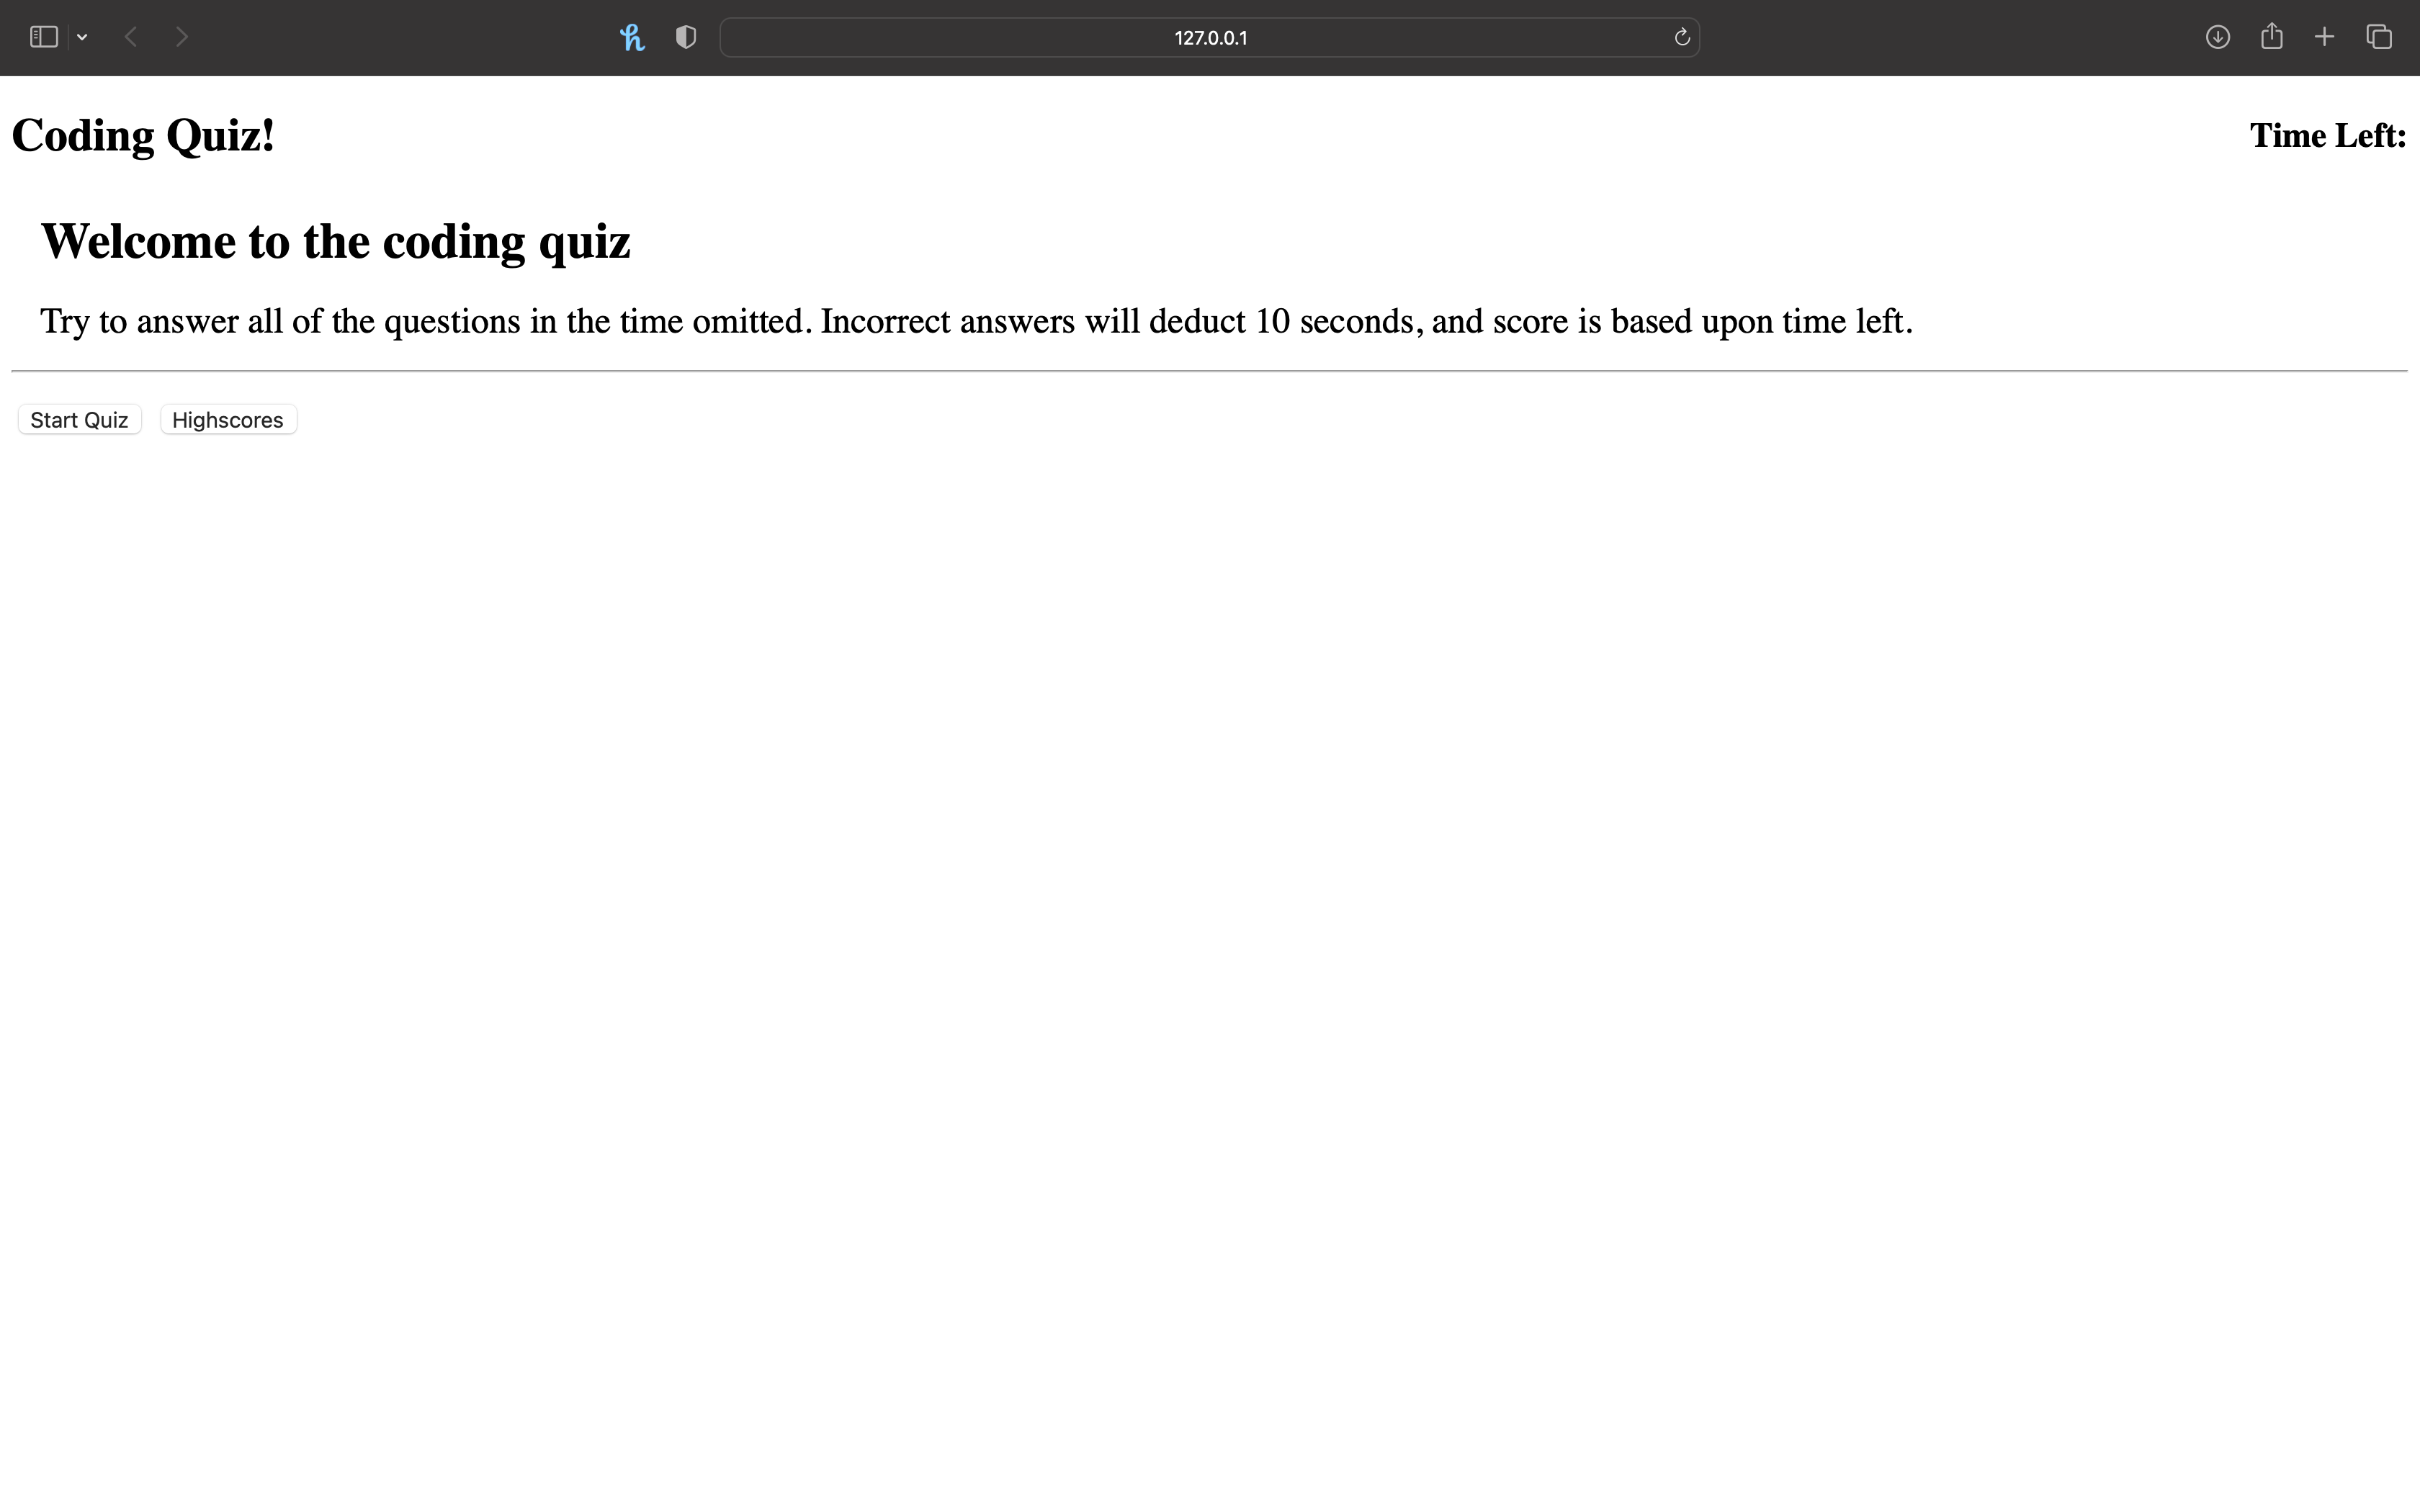 127.0.0.1
Coding Quiz!
Time Left:
Welcome to the coding quiz
Try to answer all of the questions in the time omitted. Incorrect answers will deduct 10 seconds, and score is based upon time left.
Start Quiz
Highscores